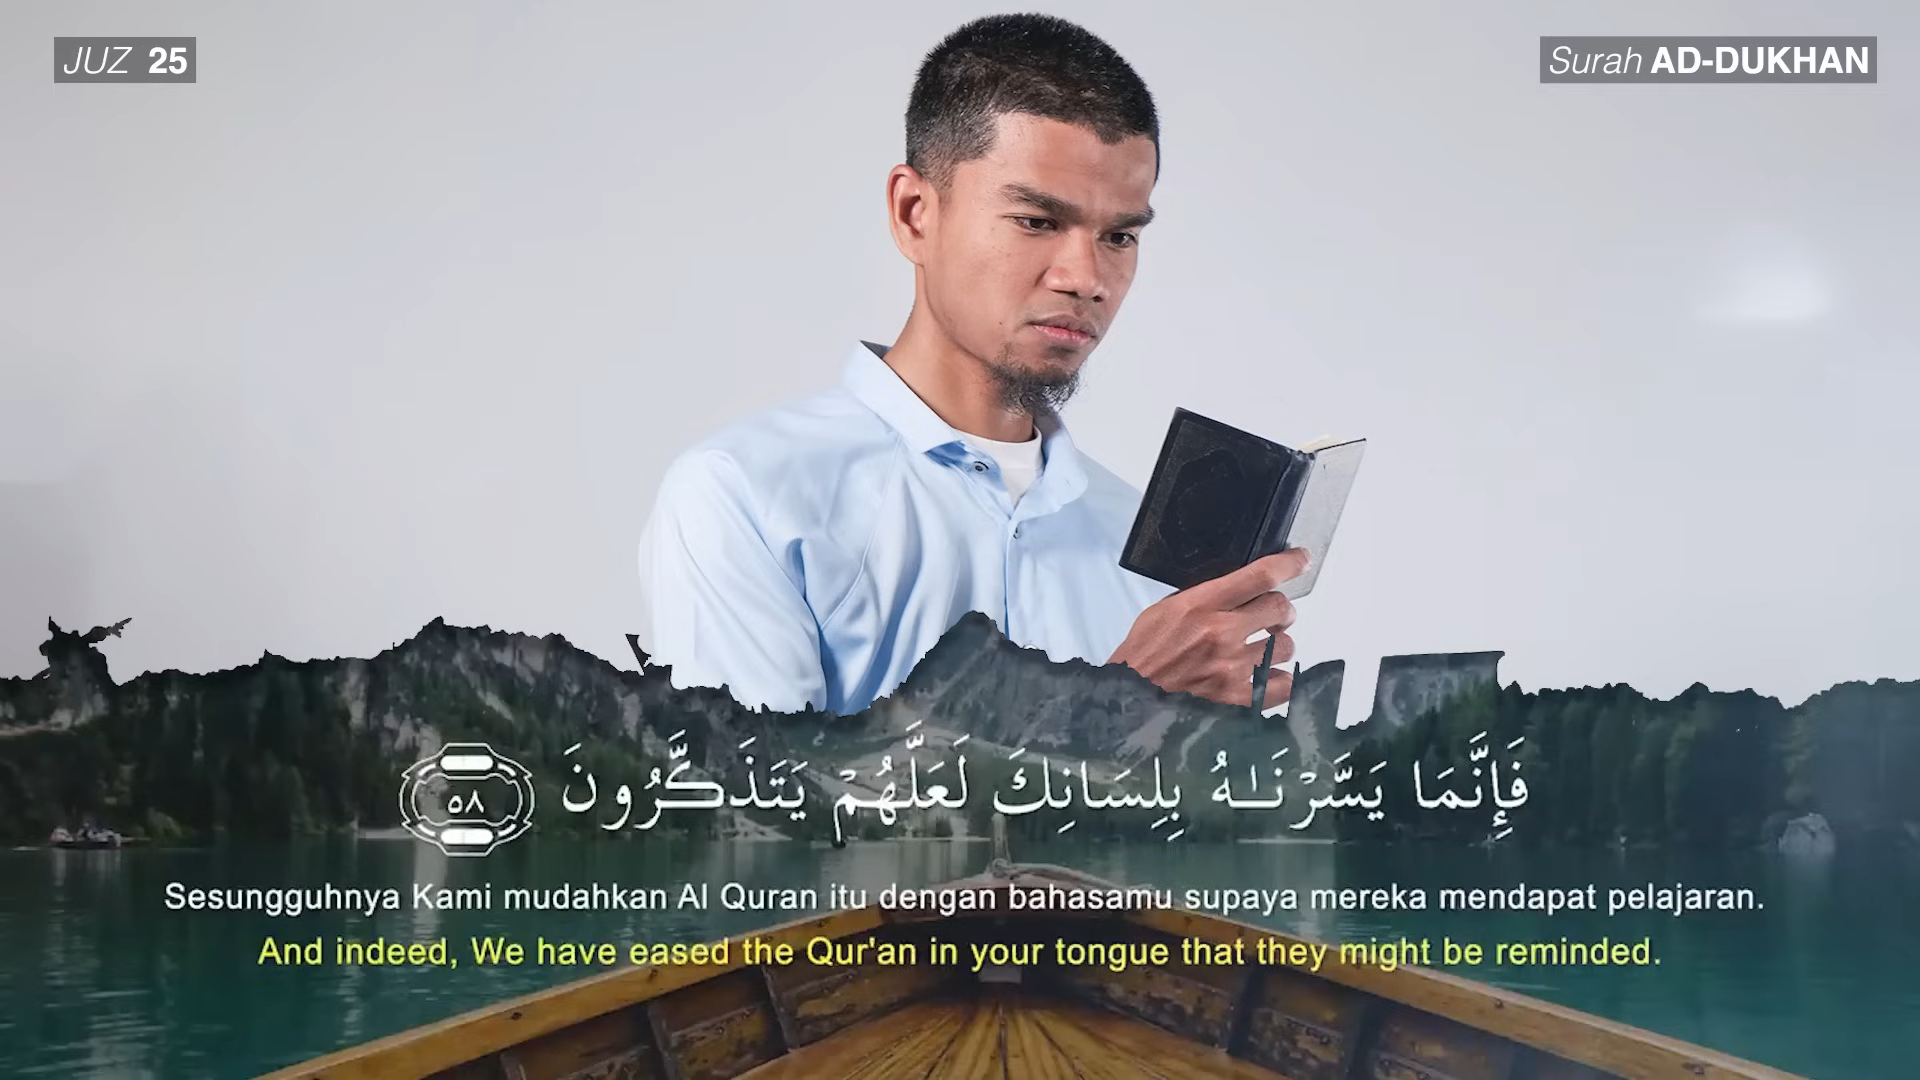 JUZ 25
Surah AD-DUKHAN
فَإِنَّمَا يَسَّرْنَـٰهُ بِلِسَانِكَ لَعَلَّهُمْ يَتَذَكَّرُونَ ٥٨
Sesungguhnya Kami mudahkan Al Quran itu dengan bahasamu supaya mereka mendapat pelajaran.
And indeed, We have eased the Qur'an in your tongue that they might be reminded.